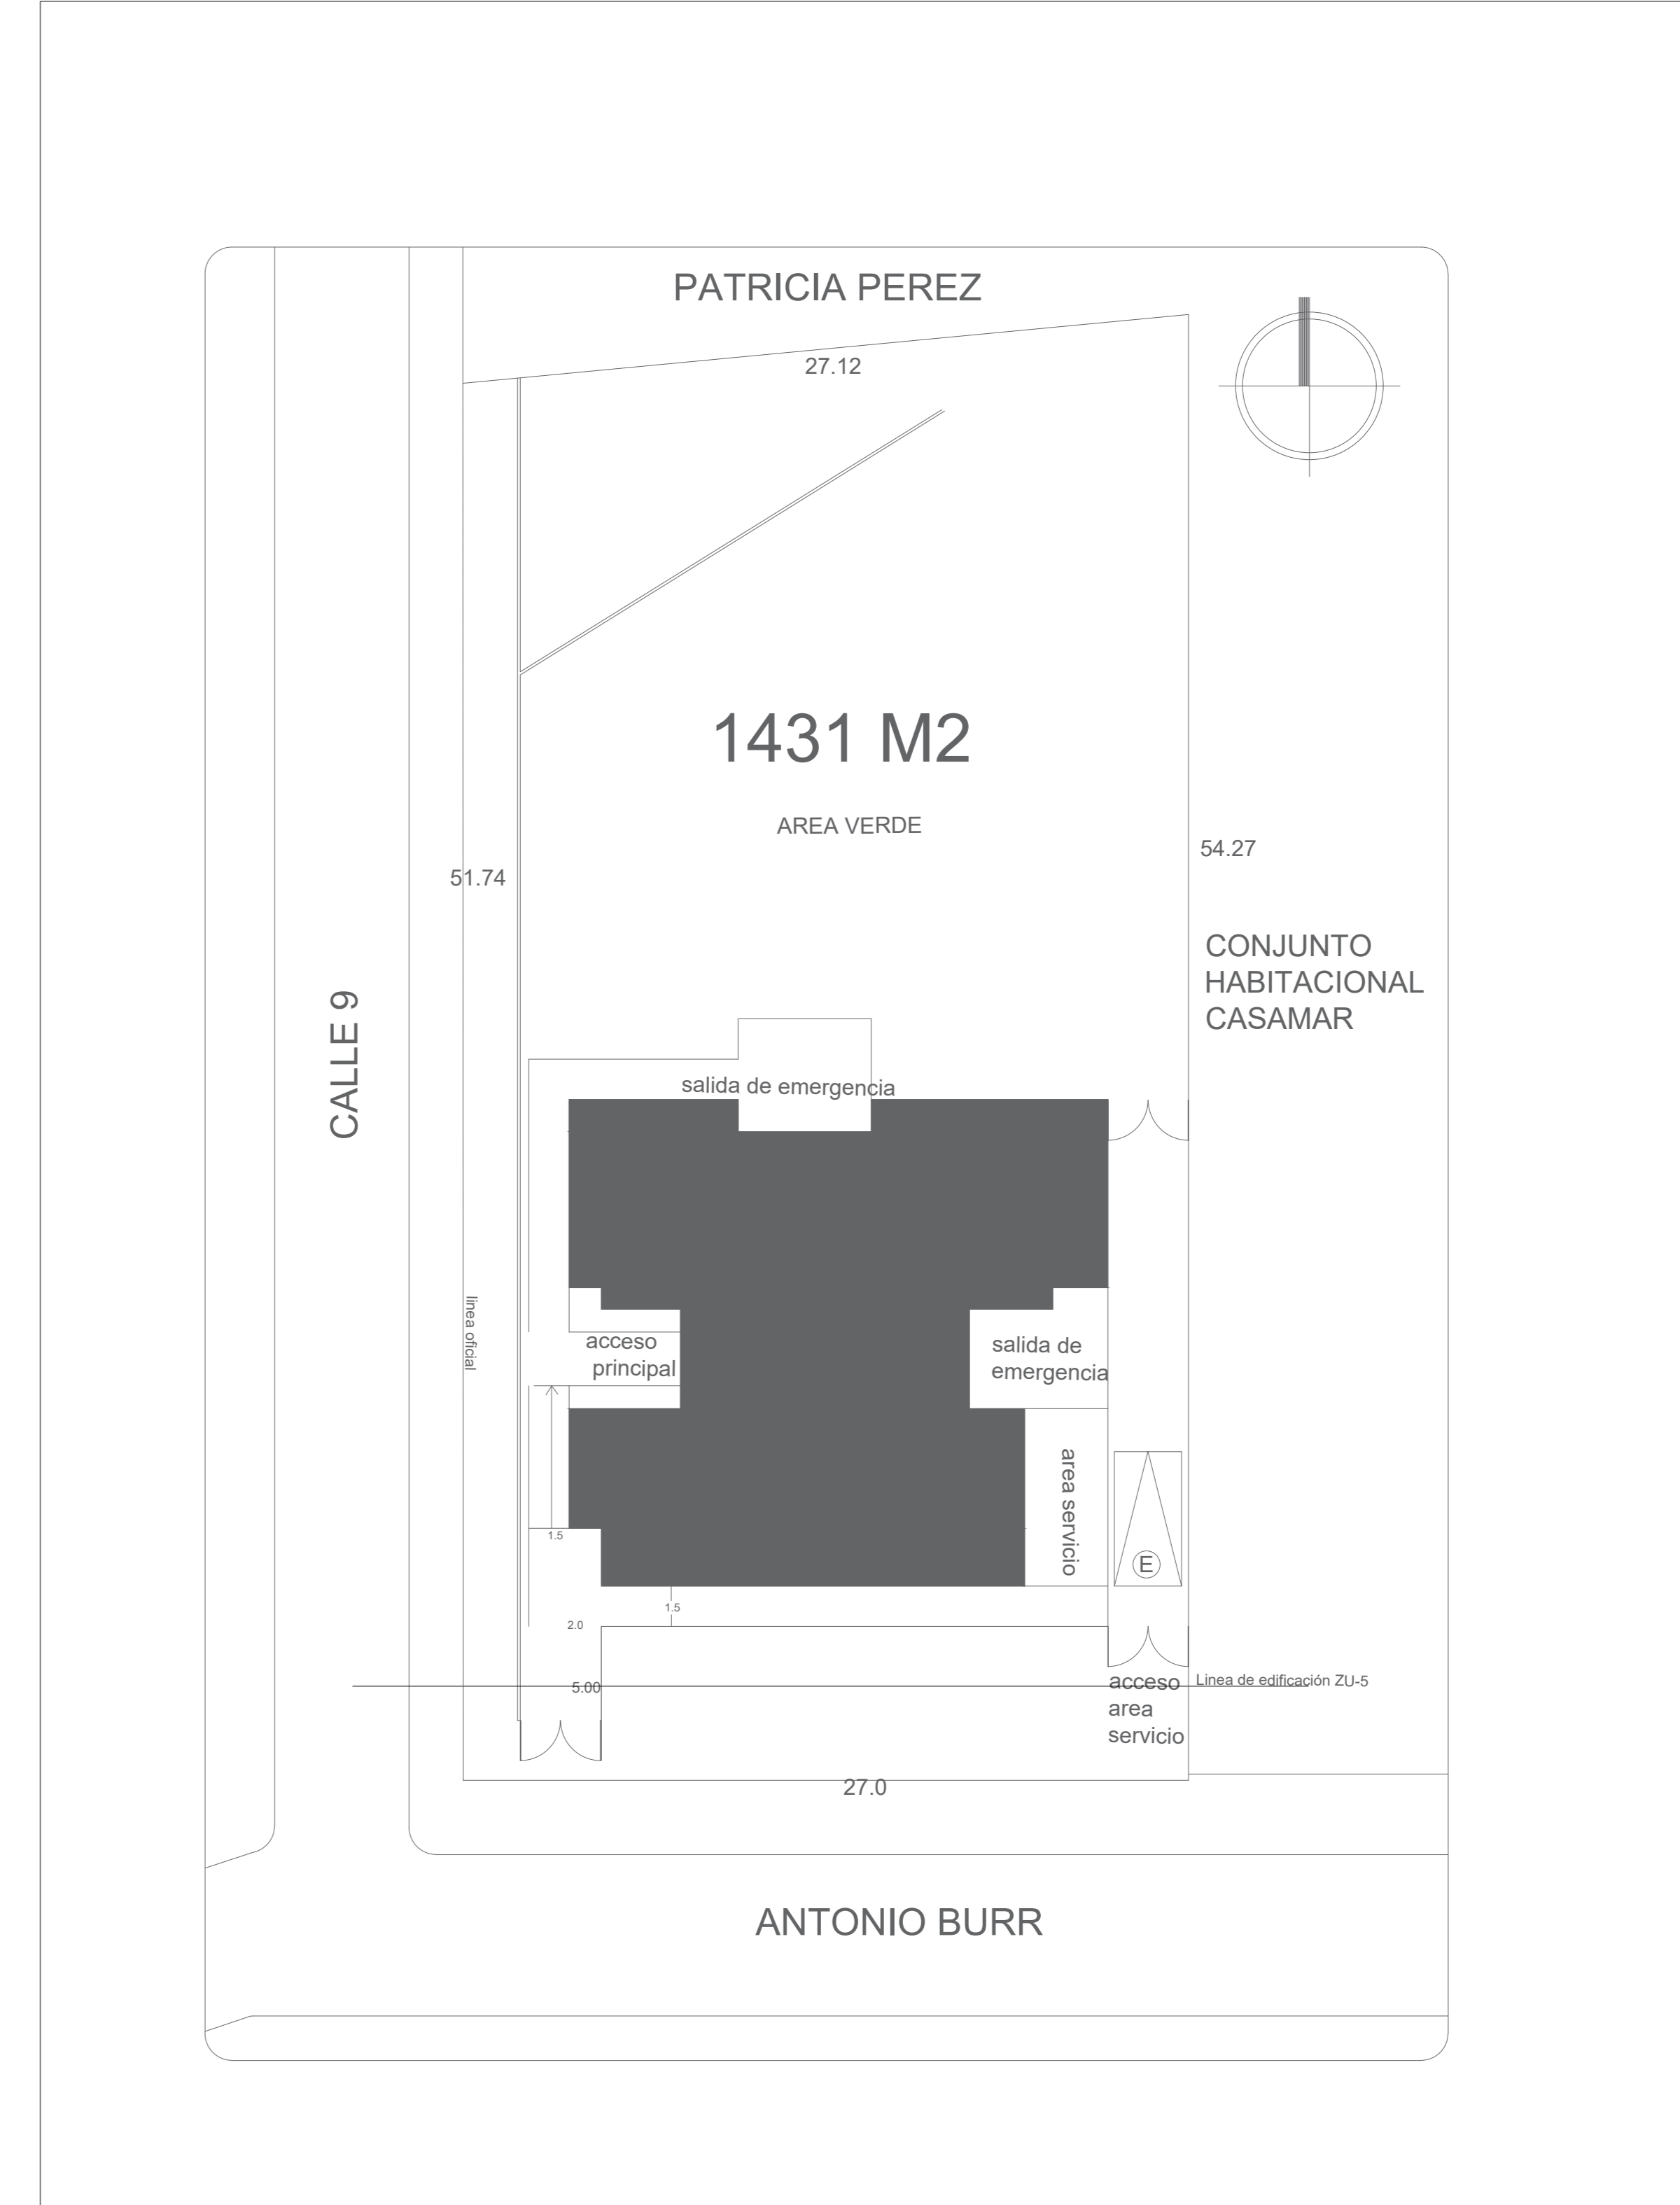 PATRICIA PEREZ
27.12
1431 M2
AREA VERDE
54.27
51.74
CONJUNTO
HABITACIONAL
CASAMAR
CALLE 9
salida de emergencia
linea oficial
acceso
principal
salida de
emergencia
area servicio
E
1.5
1.5
2.0
5.00
acceso
area
servicio
Linea de edificación ZU-5
27.0
ANTONIO BURR